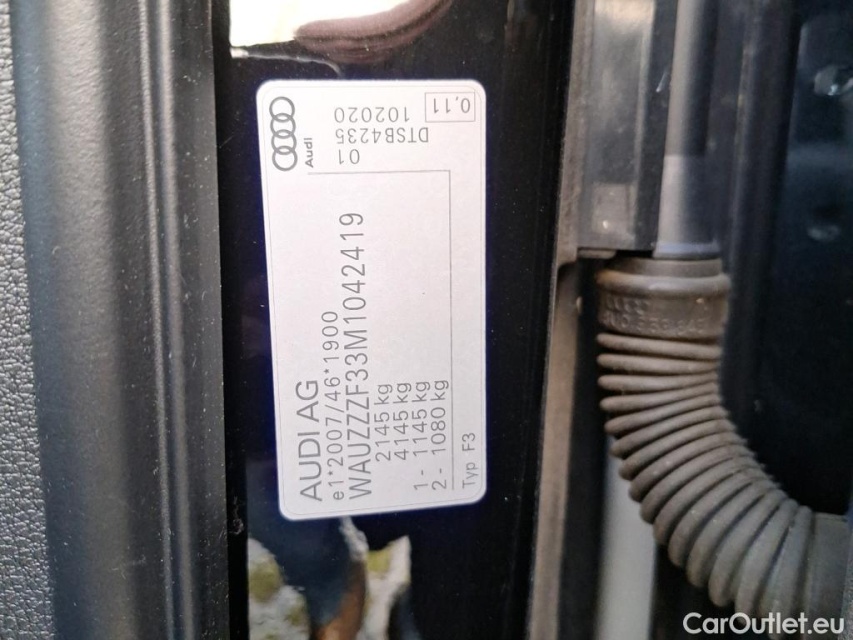 AUDI AG
e1*2007/46*1900
WAUZZZF33M1042419
2145 kg
4145 kg
1 - 1145 kg
2 - 1080 kg
Typ F3
Audi
01
DTSB4235
102020
0,11
CarOutlet.eu